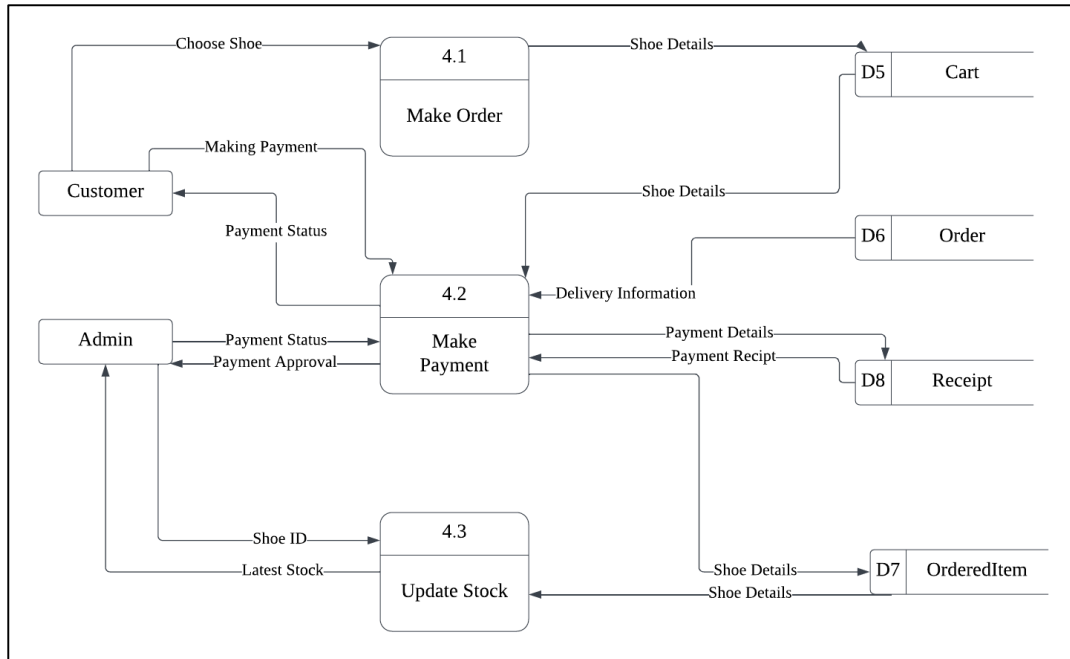 Choose Shoe
4.1
Make Order
Shoe Details
D5
Cart
Making Payment
Customer
Shoe Details
Payment Status
D6
Order
4.2
Make
Payment
Delivery Information
Admin
Payment Status
Payment Approval
Payment Details
Payment Recipt
D8
Receipt
4.3
Update Stock
Shoe ID
Latest Stock
Shoe Details
Shoe Details
D7
OrderedItem